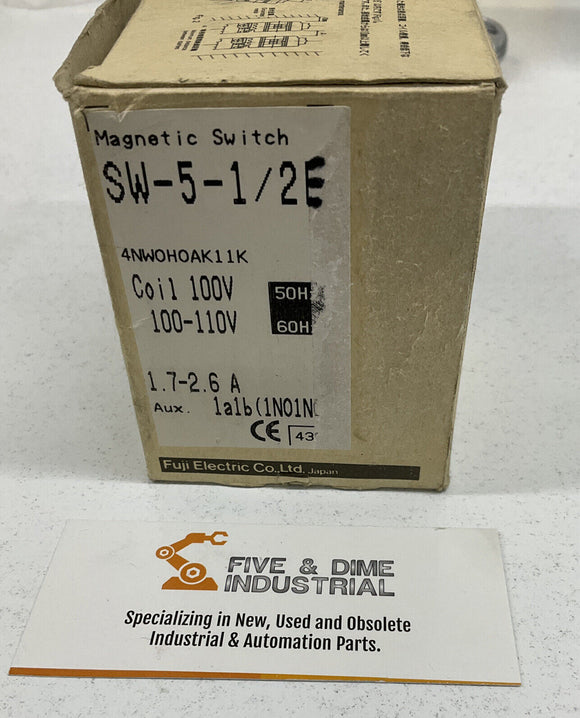 Magnetic Switch
SW-5-1/2E
4NW0H0AK11K
Coil 100V 50H
100-110V 60H
1.7-2.6 A
Aux. 1a1b(1NO1N
CE 43
Fuji Electric Co.,Ltd. Japan
FIVE & DIME
INDUSTRIAL
Specializing in New, Used and Obsolete
Industrial & Automation Parts.